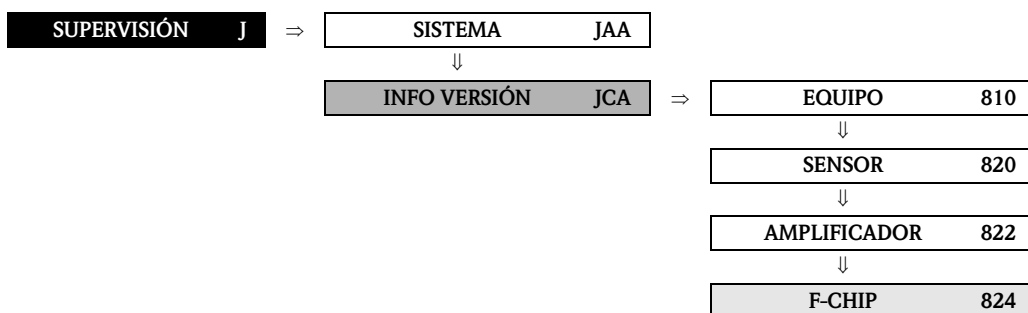 SUPERVISIÓN J ⇒ SISTEMA JAA
⇓
INFO VERSIÓN JCA ⇒ EQUIPO 810
⇓
SENSOR 820
⇓
AMPLIFICADOR 822
⇓
F-CHIP 824